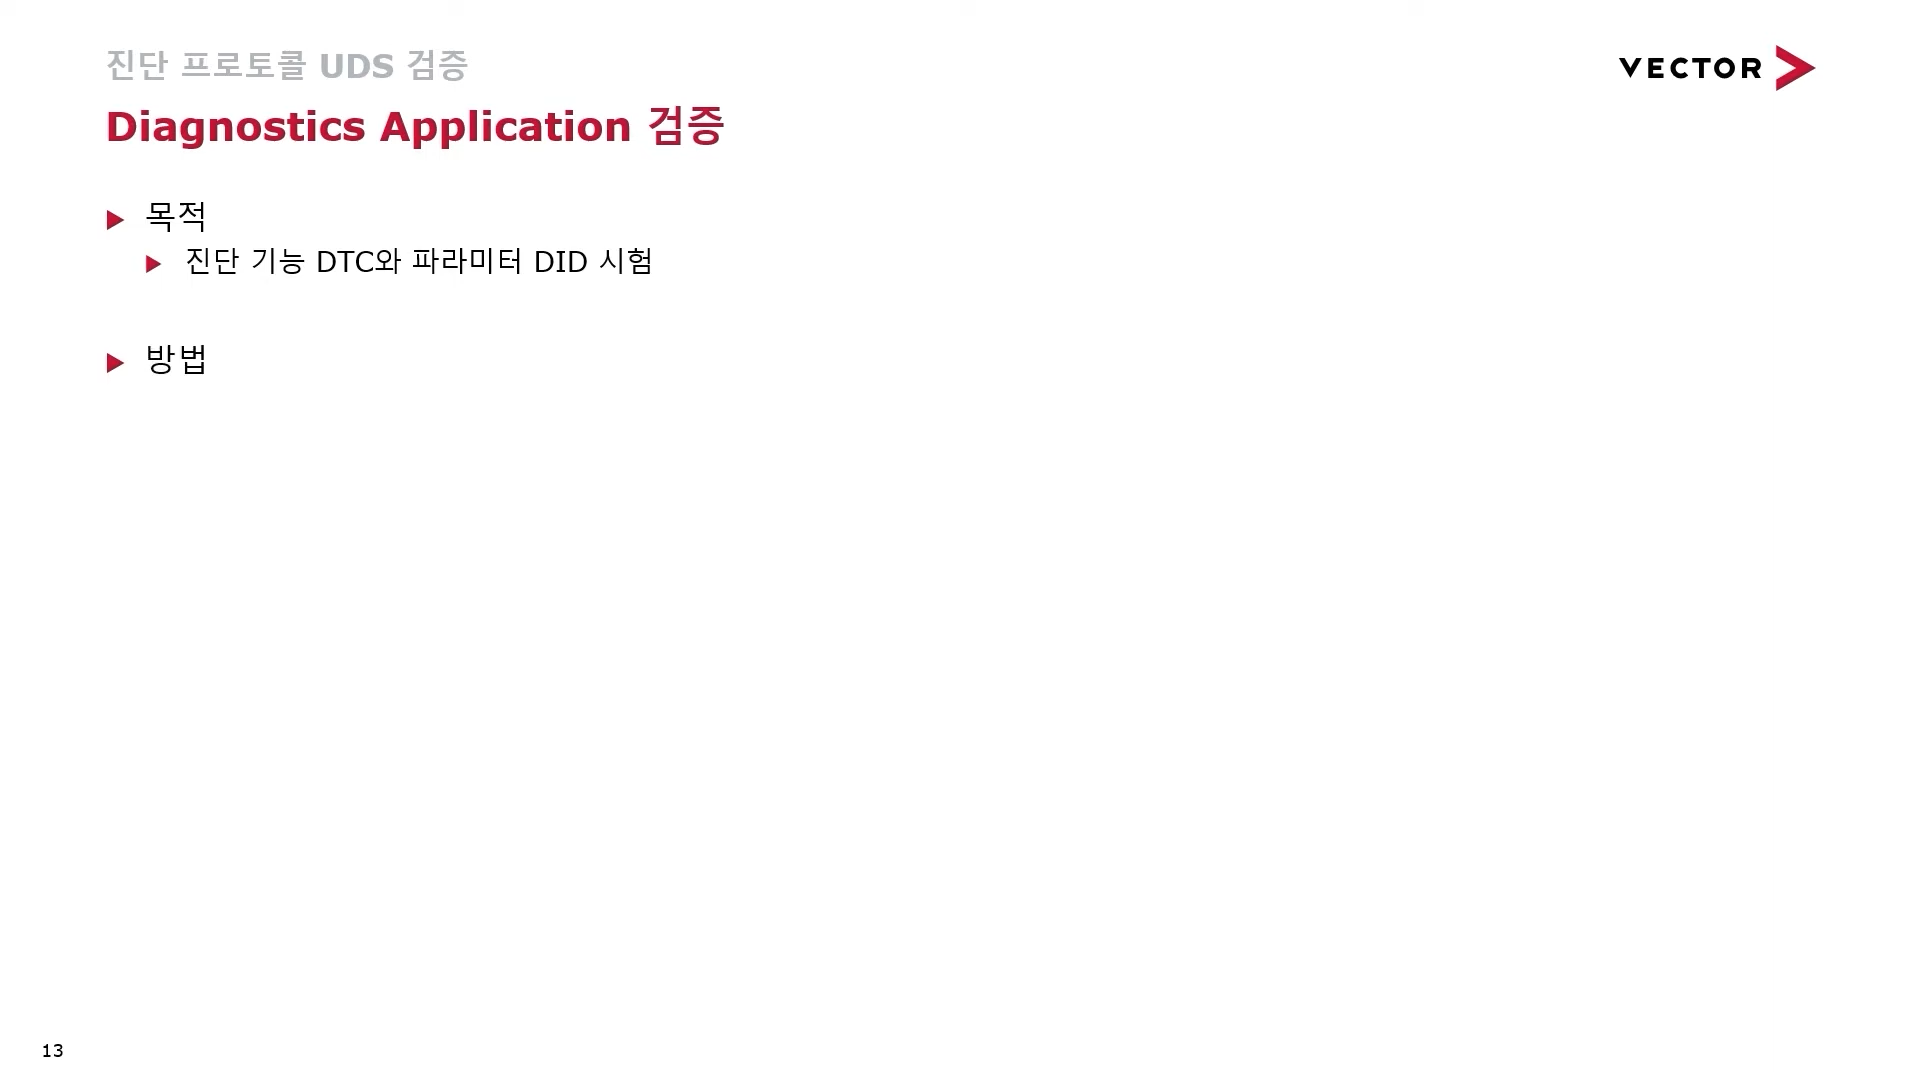 진단 프로토콜 UDS 검증
VECTOR
Diagnostics Application 검증
목적
진단 기능 DTC와 파라미터 DID 시험
방법
13